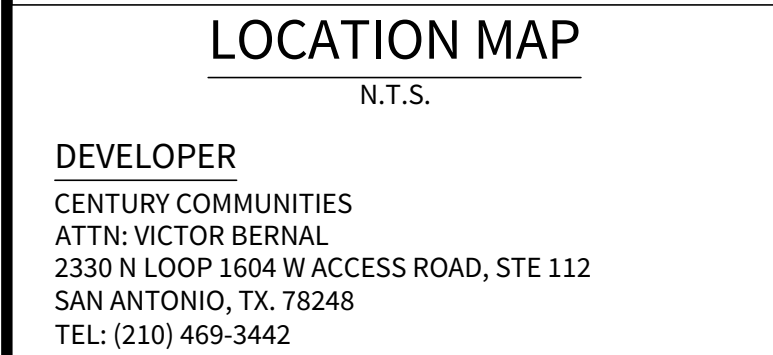 LOCATION MAP
N.T.S.
DEVELOPER
CENTURY COMMUNITIES
ATTN: VICTOR BERNAL
2330 N LOOP 1604 W ACCESS ROAD, STE 112
SAN ANTONIO, TX. 78248
TEL: (210) 469-3442